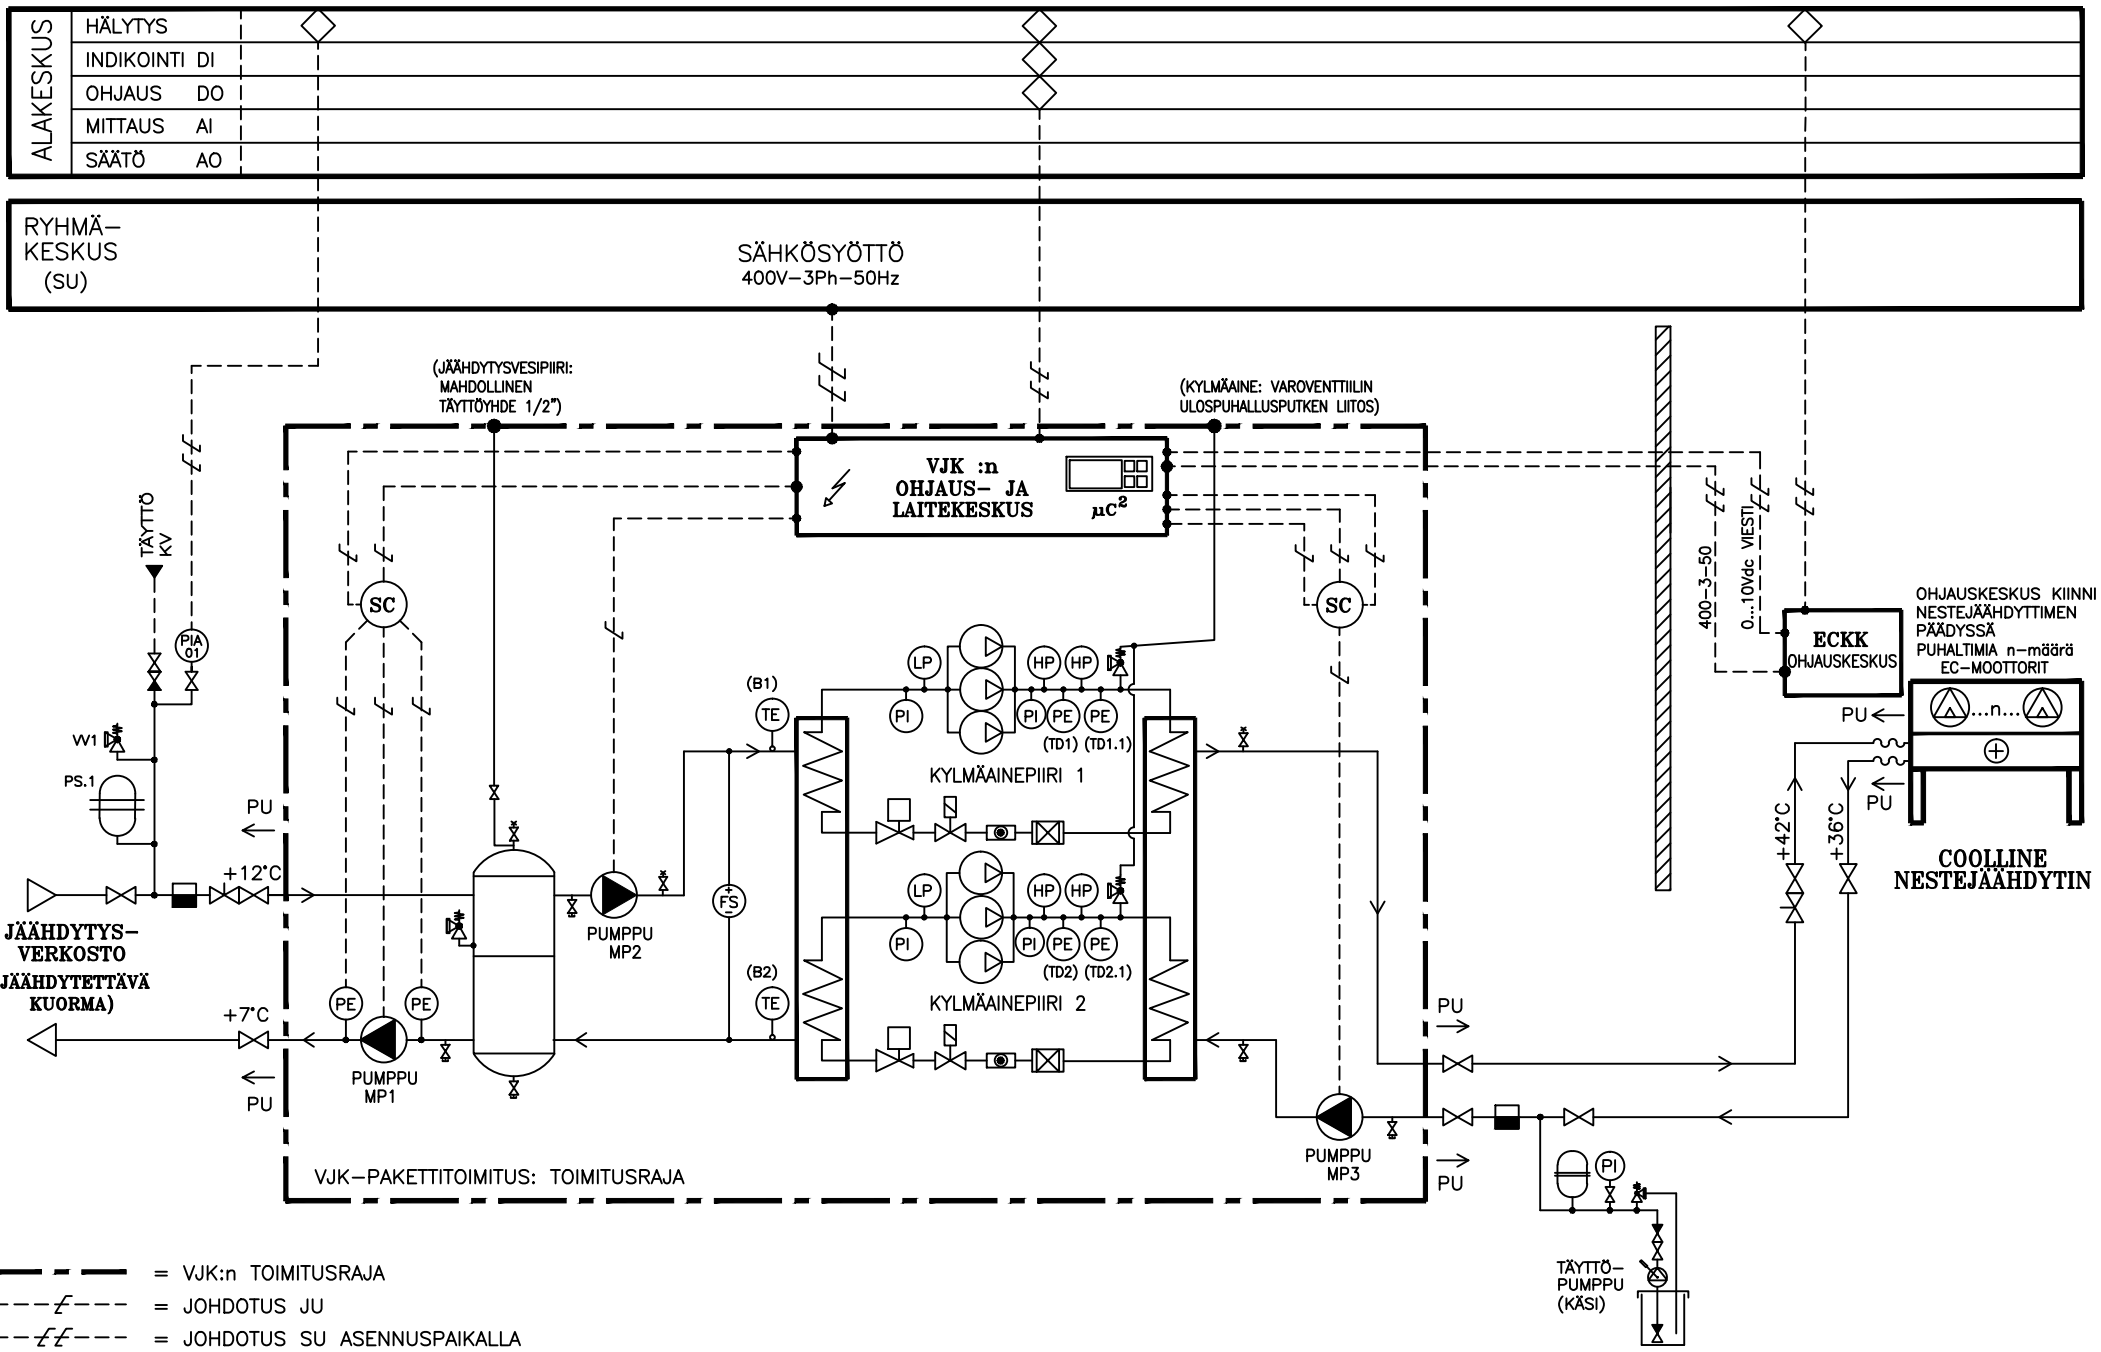 ALAKESKUS
HÄLYTYS
INDIKOINTI DI
OHJAUS DO
MITTAUS AI
SÄÄTÖ AO
RYHMÄ-
KESKUS
(SU)
SÄHKÖSYÖTTÖ
400V-3Ph-50Hz
(JÄÄHDYTYSVESIPIIRI:
MAHDOLLINEN
TÄYTTÖYHDE 1/2")
(KYLMÄAINE: VAROVENTTIILIN
ULOSPUHALLUSPUTKEN LIITOS)
VJK :n
OHJAUS- JA
LAITEKESKUS
µC²
TÄYTTÖ
KV
PIA
01
SC
SC
400-3-50
0...10Vdc VIESTI
ECKK
OHJAUSKESKUS
OHJAUSKESKUS KIINNI
NESTEJÄÄHDYTTIMEN
PÄÄDYSSÄ
PUHALTIMIA n-määrä
EC-MOOTTORIT
...n...
PU
PU
+42°C
+36°C
COOLLINE
NESTEJÄÄHDYTIN
VV1
PS.1
PU
+12°C
JÄÄHDYTYS-
VERKOSTO
JÄÄHDYTETTÄVÄ
KUORMA)
+7°C
PU
PE
PE
PUMPPU
MP1
PUMPPU
MP2
FS
(B1)
TE
(B2)
TE
LP
HP
HP
PI
PI
PE
PE
(TD1) (TD1.1)
KYLMÄAINEPIIRI 1
LP
HP
HP
PI
PI
PE
PE
(TD2) (TD2.1)
KYLMÄAINEPIIRI 2
PU
PUMPPU
MP3
PU
PI
TÄYTTÖ-
PUMPPU
(KÄSI)
VJK-PAKETTITOIMITUS: TOIMITUSRAJA
= VJK:n TOIMITUSRAJA
= JOHDOTUS JU
= JOHDOTUS SU ASENNUSPAIKALLA